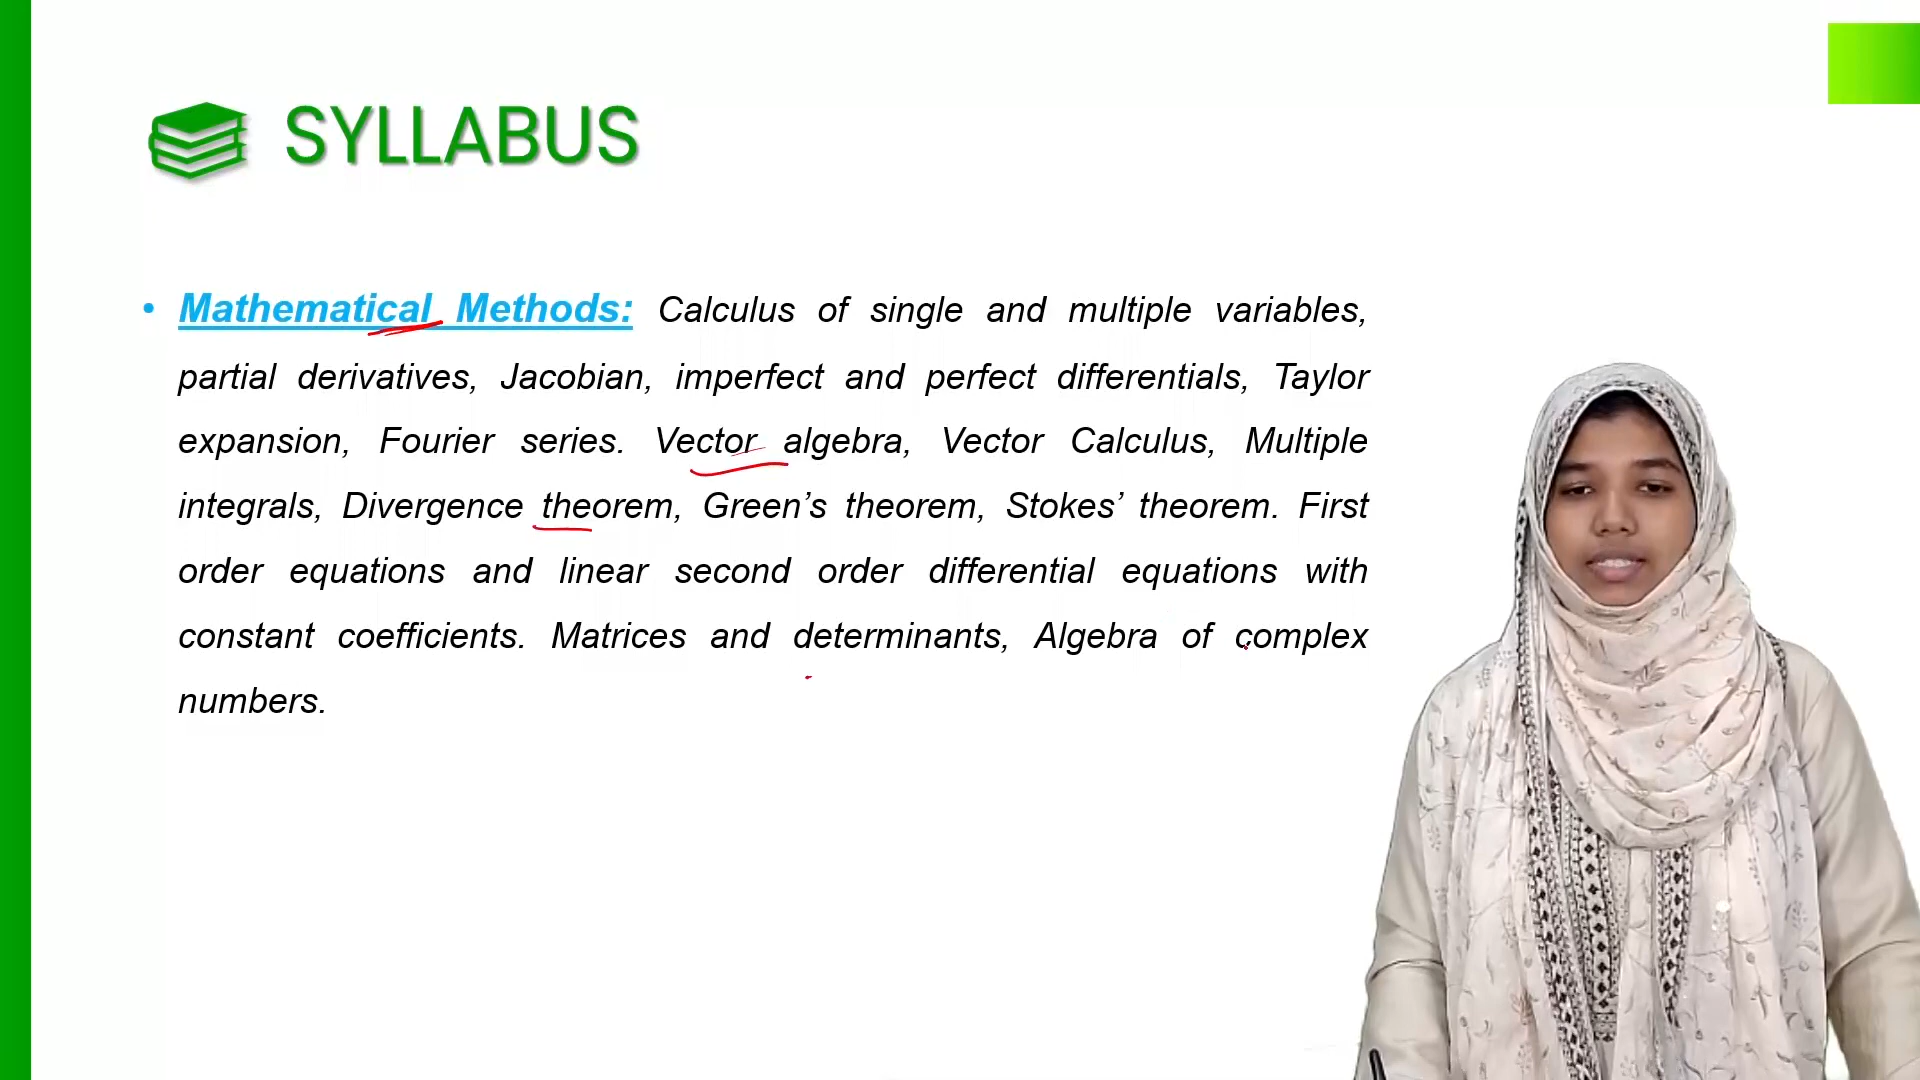 SYLLABUS
• Mathematical Methods: Calculus of single and multiple variables,
partial derivatives, Jacobian, imperfect and perfect differentials, Taylor
expansion, Fourier series. Vector algebra, Vector Calculus, Multiple
integrals, Divergence theorem, Green’s theorem, Stokes’ theorem. First
order equations and linear second order differential equations with
constant coefficients. Matrices and determinants, Algebra of complex
numbers.